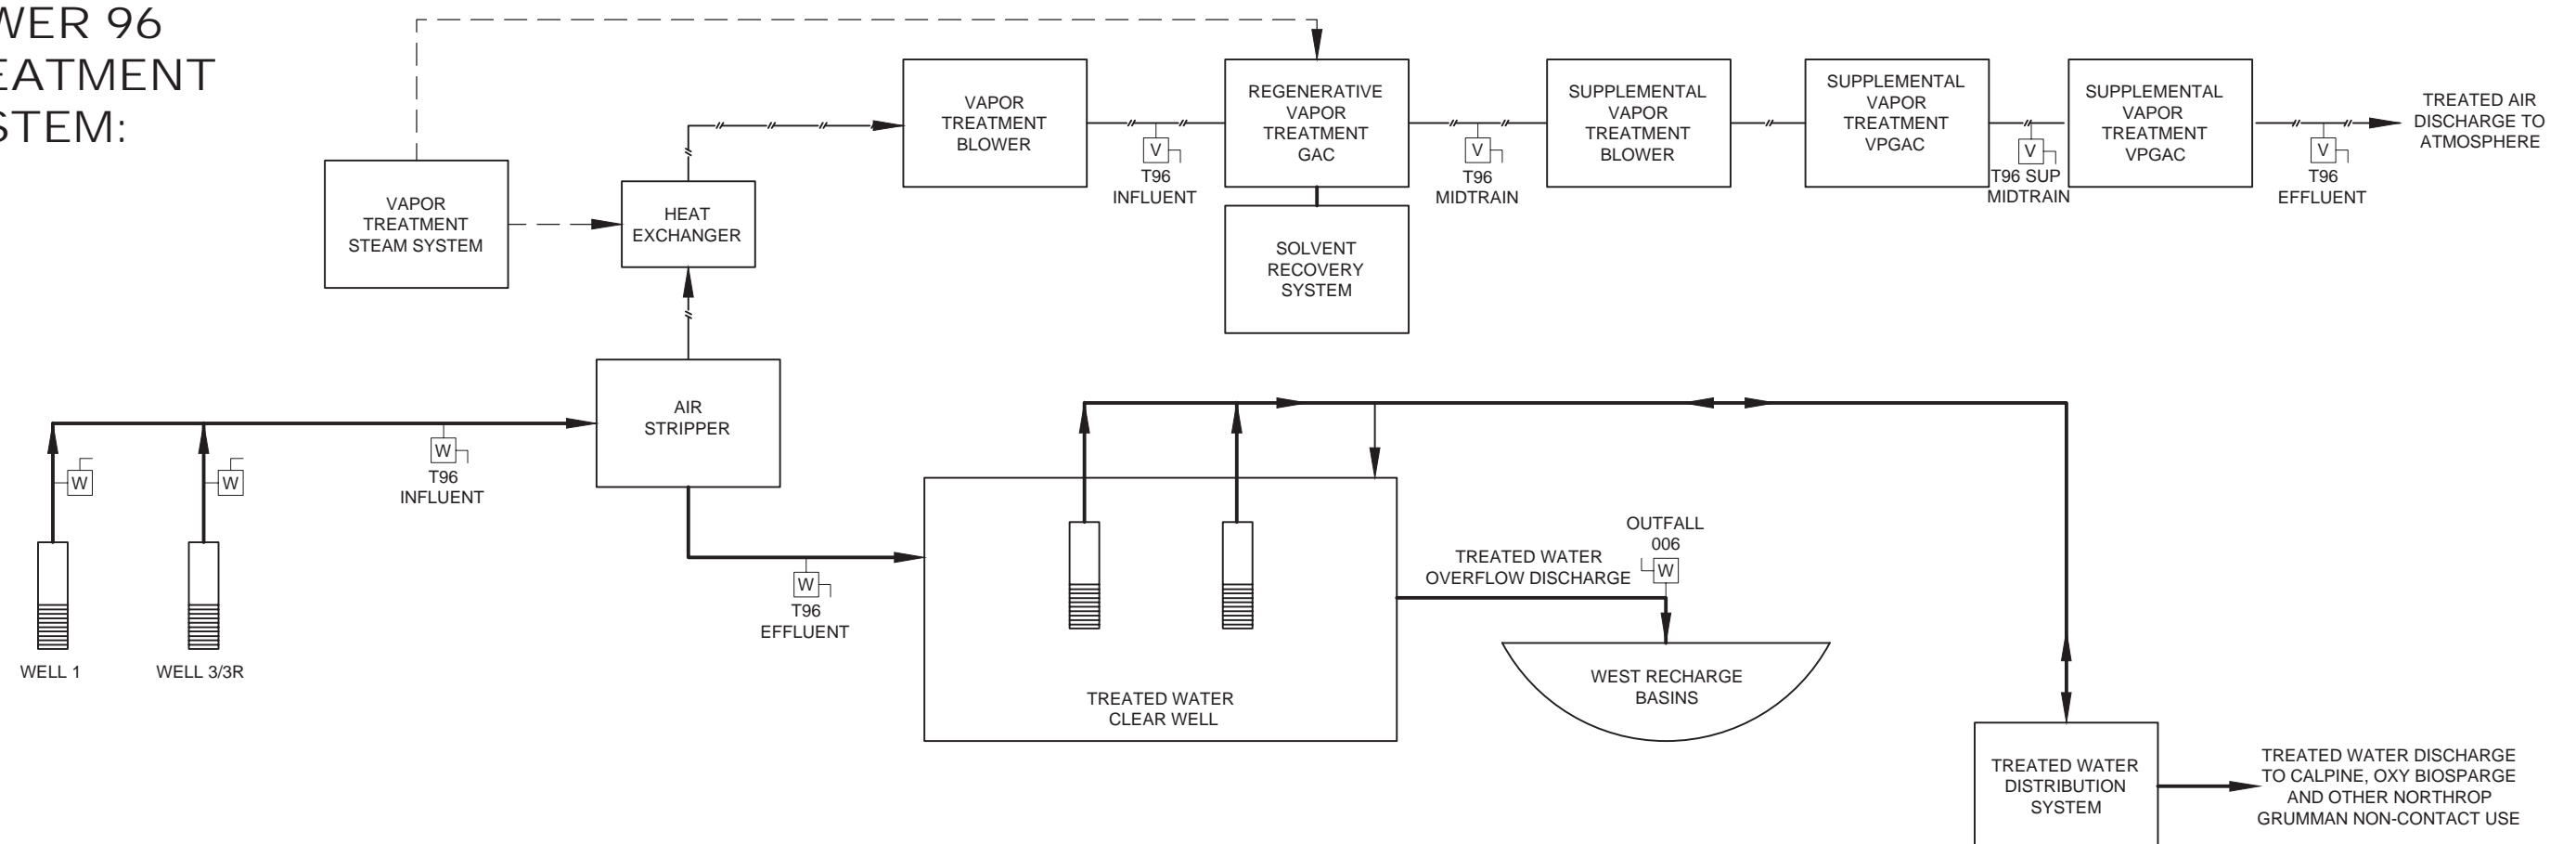 WER 96
EATMENT
STEM:
VAPOR
TREATMENT
STEAM SYSTEM
HEAT
EXCHANGER
VAPOR
TREATMENT
BLOWER
V
T96
INFLUENT
REGENERATIVE
VAPOR
TREATMENT
GAC
V
T96
MIDTRAIN
SUPPLEMENTAL
VAPOR
TREATMENT
BLOWER
SUPPLEMENTAL
VAPOR
TREATMENT
VPGAC
V
T96 SUP
MIDTRAIN
SUPPLEMENTAL
VAPOR
TREATMENT
VPGAC
V
T96
EFFLUENT
TREATED AIR
DISCHARGE TO
ATMOSPHERE
SOLVENT
RECOVERY
SYSTEM
AIR
STRIPPER
W
W
W
T96
INFLUENT
WELL 1
WELL 3/3R
W
T96
EFFLUENT
TREATED WATER
CLEAR WELL
TREATED WATER
OVERFLOW DISCHARGE
OUTFALL
006
W
WEST RECHARGE
BASINS
TREATED WATER
DISTRIBUTION
SYSTEM
TREATED WATER DISCHARGE
TO CALPINE, OXY BIOSPARGE
AND OTHER NORTHROP
GRUMMAN NON-CONTACT USE